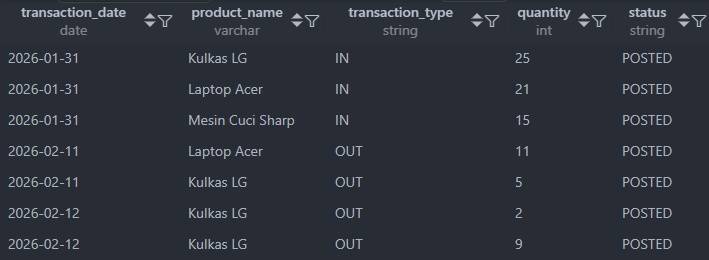 transaction_date product_name transaction_type quantity status
date varchar string int string
2026-01-31 Kulkas LG IN 25 POSTED
2026-01-31 Laptop Acer IN 21 POSTED
2026-01-31 Mesin Cuci Sharp IN 15 POSTED
2026-02-11 Laptop Acer OUT 11 POSTED
2026-02-11 Kulkas LG OUT 5 POSTED
2026-02-12 Kulkas LG OUT 2 POSTED
2026-02-12 Kulkas LG OUT 9 POSTED